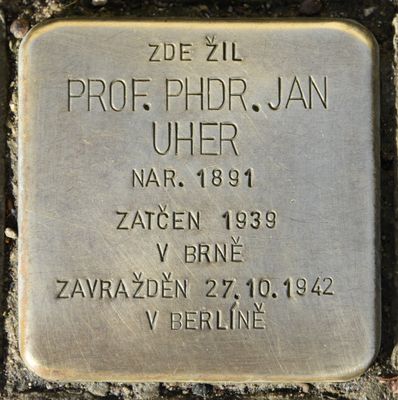 ZDE ŽIL
PROF. PHDR. JAN
UHER
NAR. 1891
ZATČEN 1939
V BRNĚ
ZAVRAŽDĚN 27.10.1942
V BERLÍNĚ